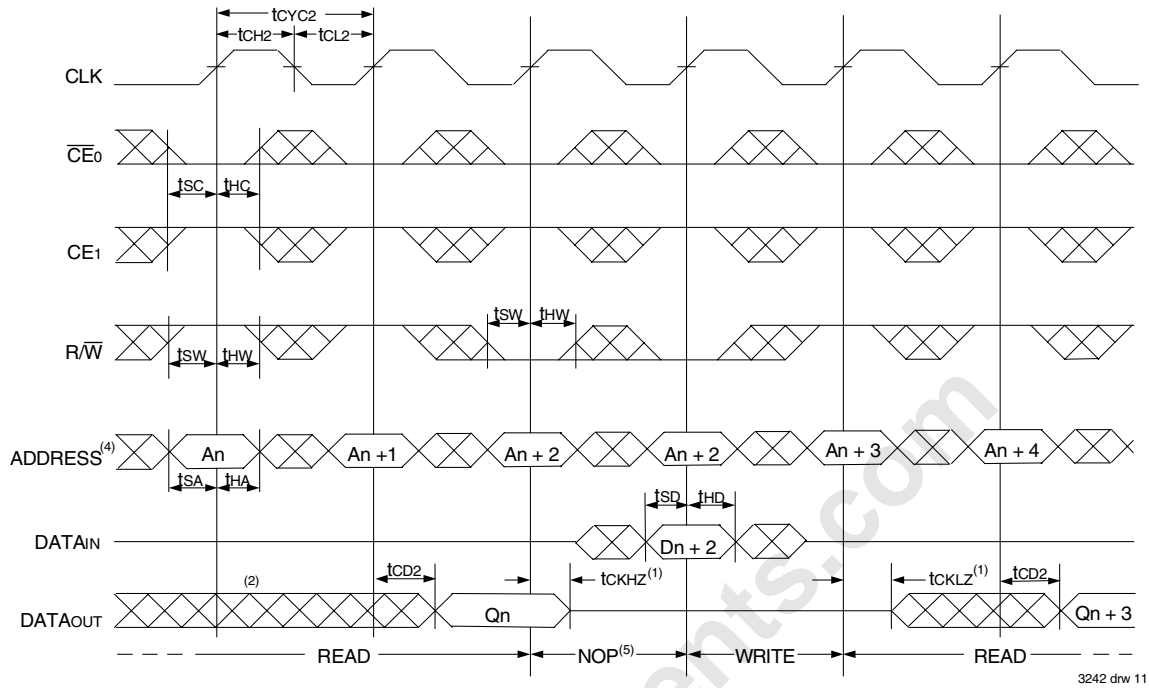 tCYC2
tCH2 tCL2
CLK
CE0
tSC tHC
CE1
tSW tHW
R/W
tSW tHW
ADDRESS(4) An An +1 An + 2 An + 2 An + 3 An + 4
tSA tHA
tSD tHD
DATAIN Dn + 2
tCD2 tCKHZ(1) tCKLZ(1) tCD2
(2)
DATAOUT Qn Qn + 3
READ NOP(5) WRITE READ
3242 drw 11
ents.com